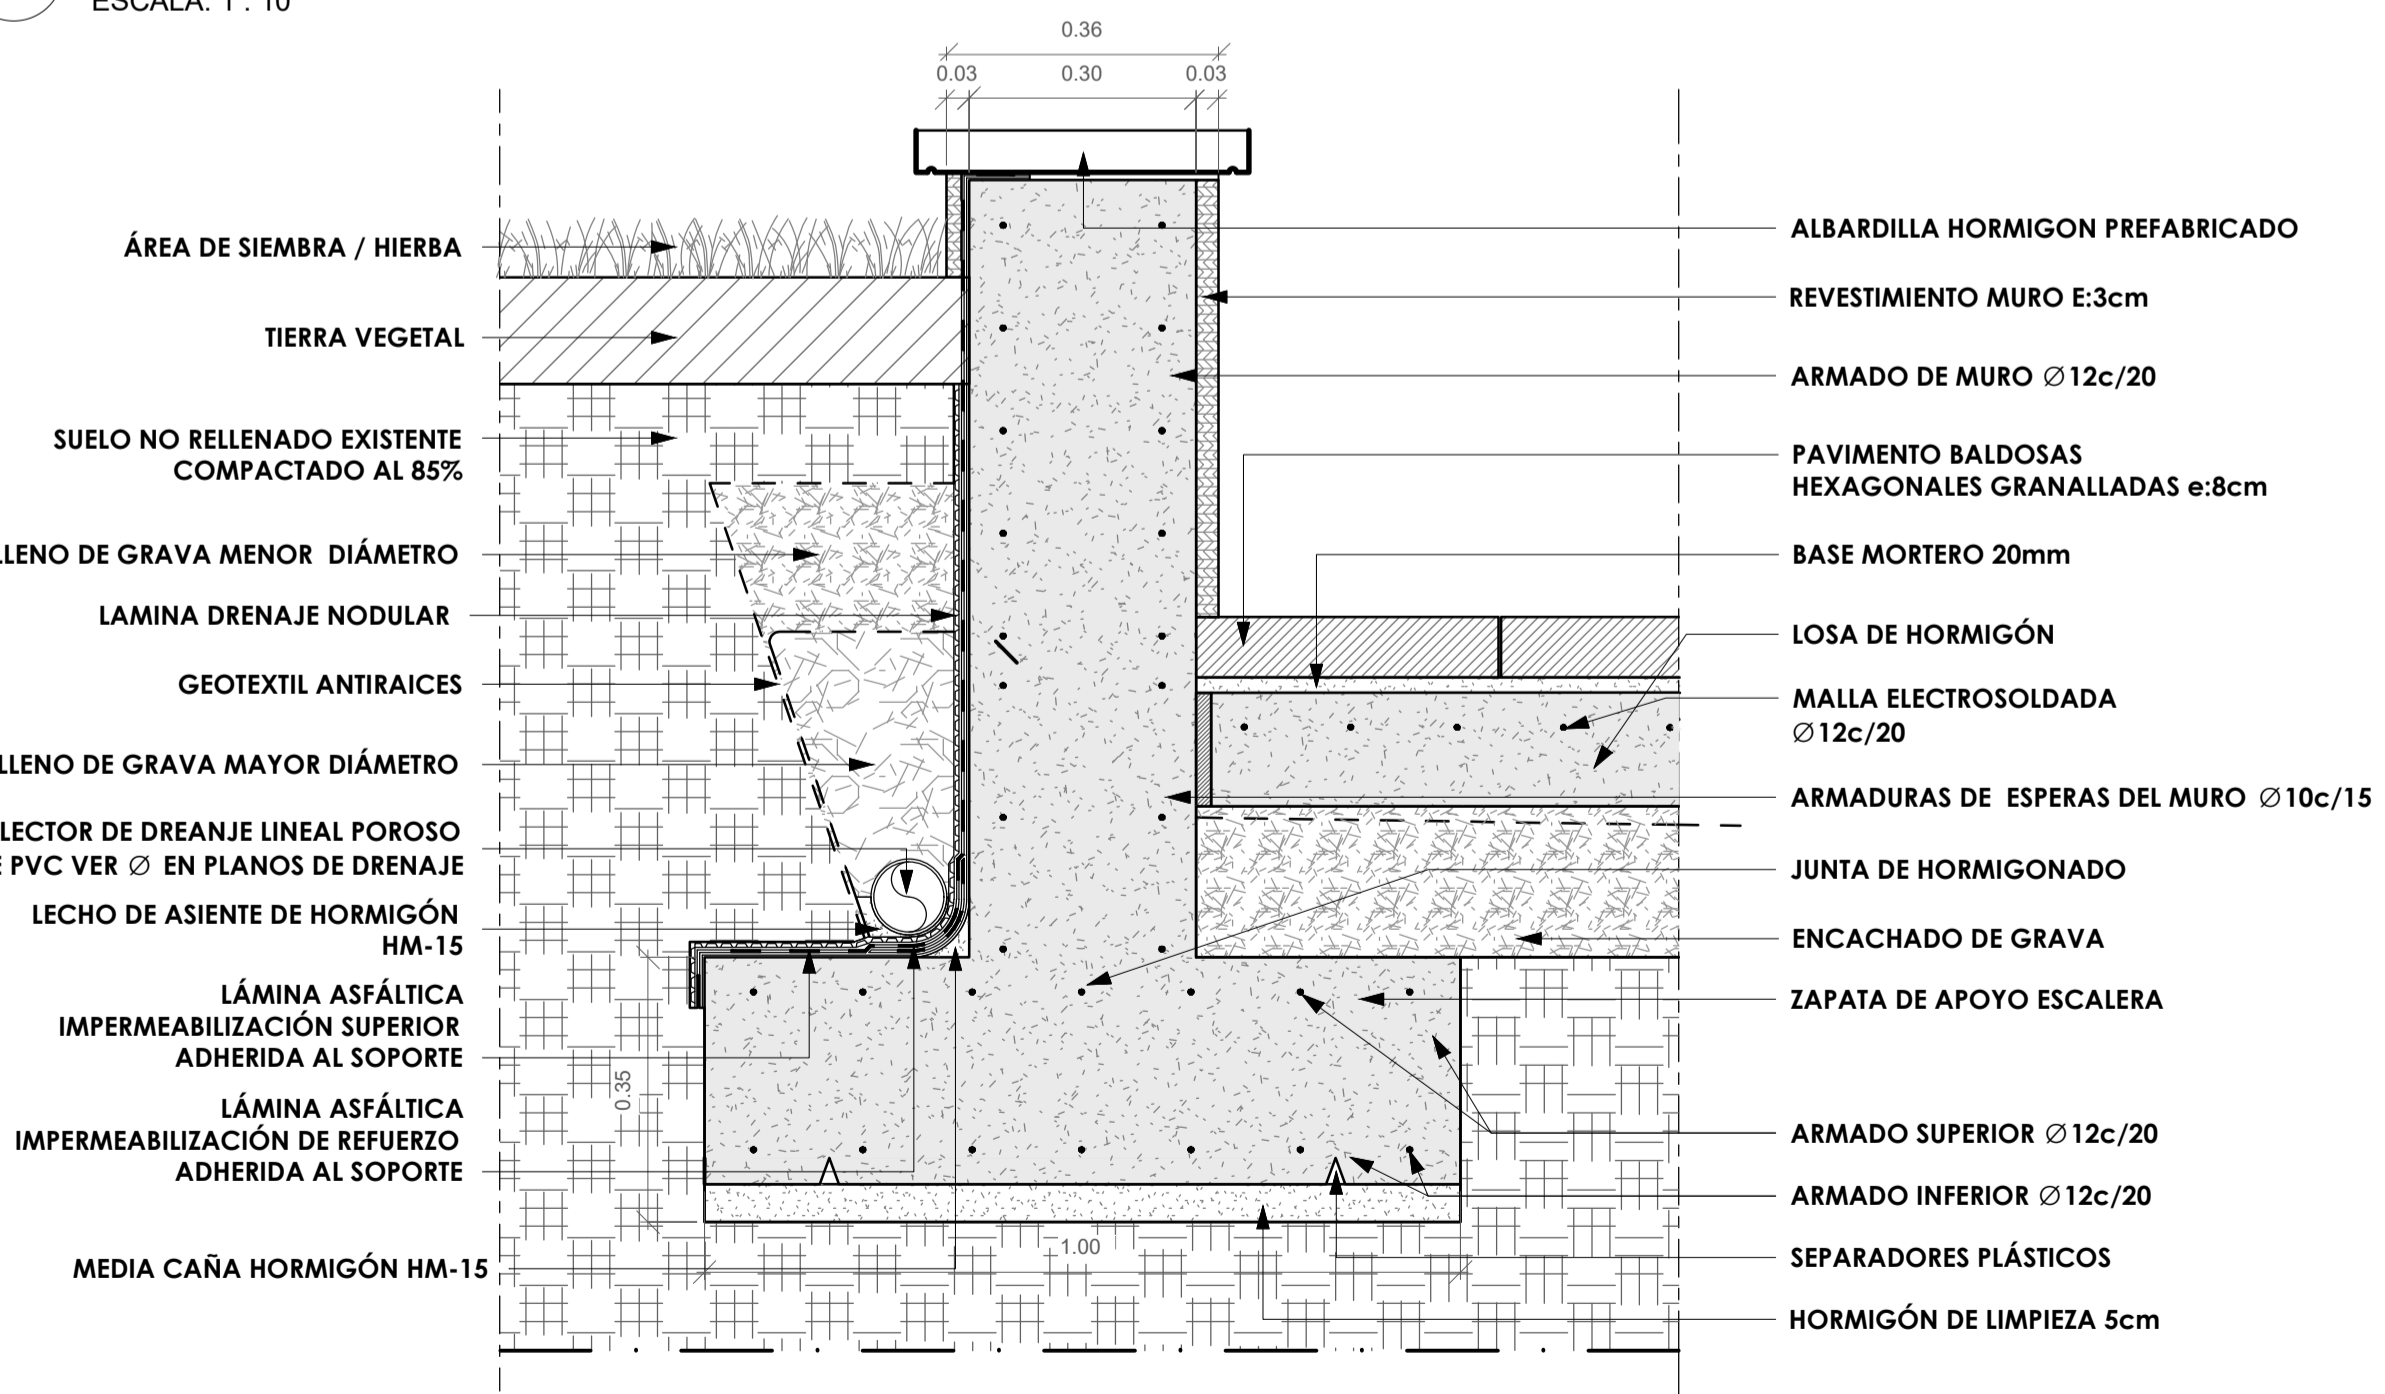 ESCALA: 1 : 10
0.36
0.03
0.30
0.03
ÁREA DE SIEMBRA / HIERBA
TIERRA VEGETAL
SUELO NO RELLENADO EXISTENTE
COMPACTADO AL 85%
LLENO DE GRAVA MENOR DIÁMETRO
LAMINA DRENAJE NODULAR
GEOTEXTIL ANTIRAICES
LLENO DE GRAVA MAYOR DIÁMETRO
LECTOR DE DREANJE LINEAL POROSO
E PVC VER Ø EN PLANOS DE DRENAJE
LECHO DE ASIENTE DE HORMIGÓN
HM-15
LÁMINA ASFÁLTICA
IMPERMEABILIZACIÓN SUPERIOR
ADHERIDA AL SOPORTE
LÁMINA ASFÁLTICA
IMPERMEABILIZACIÓN DE REFUERZO
ADHERIDA AL SOPORTE
MEDIA CAÑA HORMIGÓN HM-15
0.35
1.00
ALBARDILLA HORMIGON PREFABRICADO
REVESTIMIENTO MURO E:3cm
ARMADO DE MURO Ø12c/20
PAVIMENTO BALDOSAS
HEXAGONALES GRANALLADAS e:8cm
BASE MORTERO 20mm
LOSA DE HORMIGÓN
MALLA ELECTROSOLDADA
Ø12c/20
ARMADURAS DE ESPERAS DEL MURO Ø10c/15
JUNTA DE HORMIGONADO
ENCACHADO DE GRAVA
ZAPATA DE APOYO ESCALERA
ARMADO SUPERIOR Ø12c/20
ARMADO INFERIOR Ø12c/20
SEPARADORES PLÁSTICOS
HORMIGÓN DE LIMPIEZA 5cm